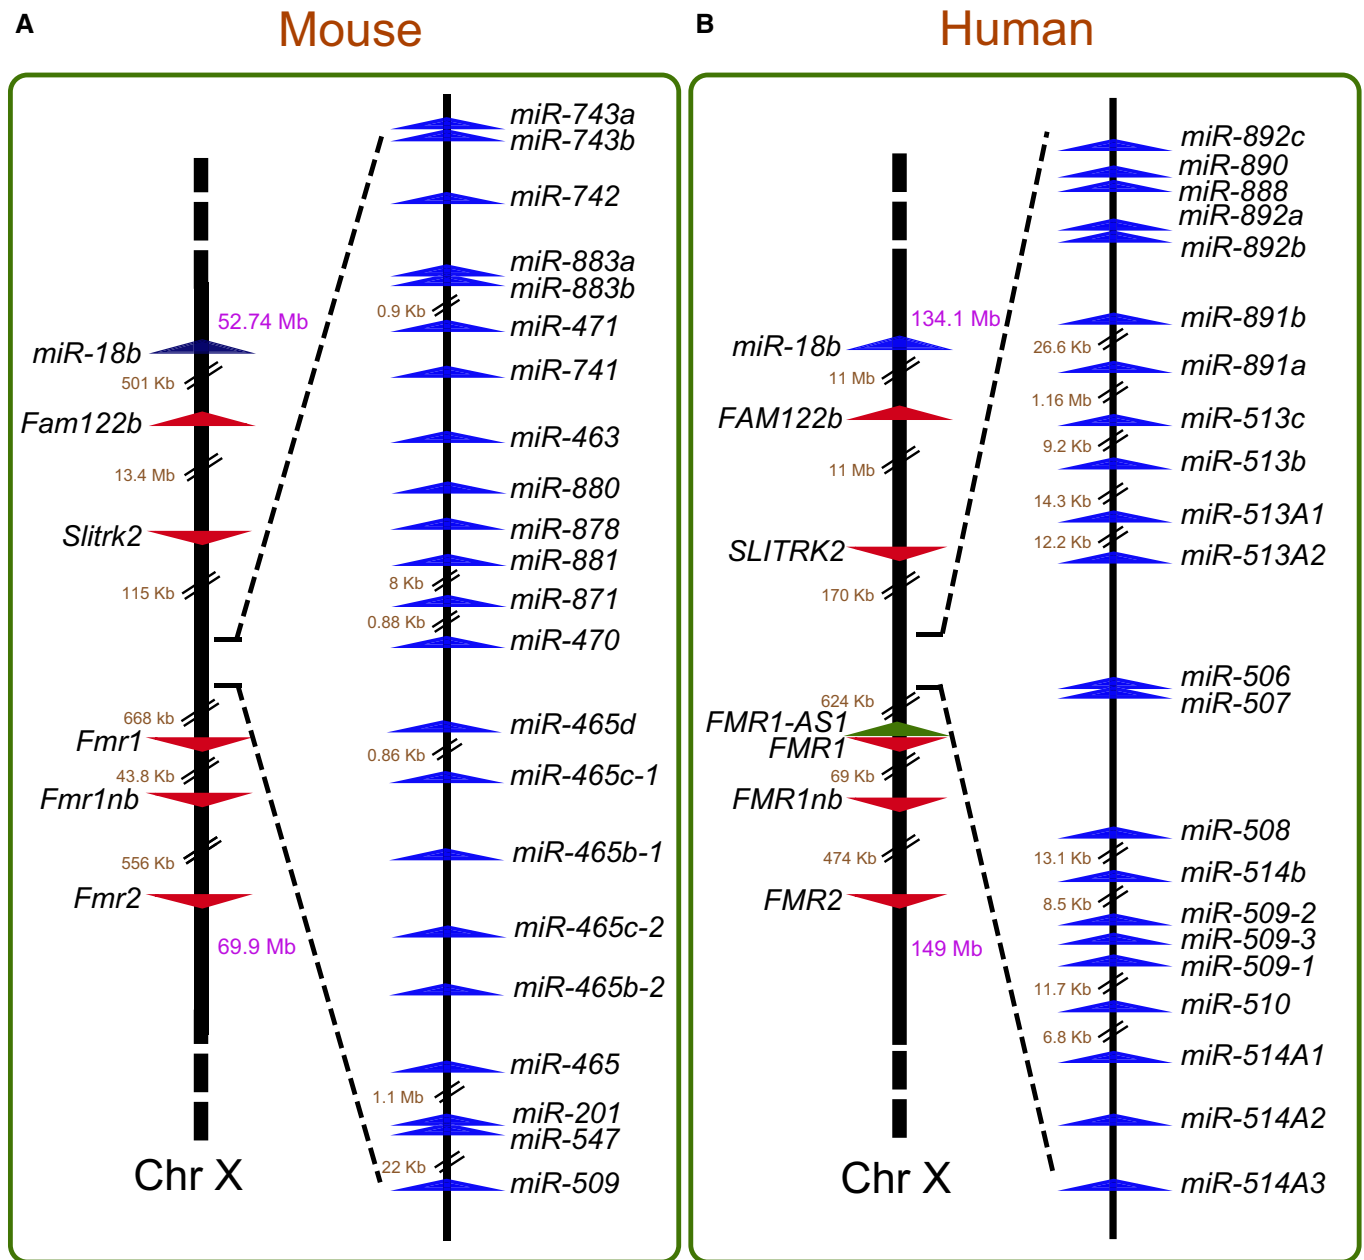 A
Mouse
52.74 Mb
miR-18b
501 Kb
Fam122b
13.4 Mb
Slitrk2
115 Kb
668 kb
Fmr1
43.8 Kb
Fmr1nb
556 Kb
Fmr2
69.9 Mb
Chr X
miR-743a
miR-743b
miR-742
miR-883a
miR-883b
0.9 Kb
miR-471
miR-741
miR-463
miR-880
miR-878
miR-881
8 Kb
miR-871
0.88 Kb
miR-470
miR-465d
0.86 Kb
miR-465c-1
miR-465b-1
miR-465c-2
miR-465b-2
miR-465
1.1 Mb
miR-201
miR-547
22 Kb
miR-509
B
Human
134.1 Mb
miR-18b
11 Mb
FAM122b
11 Mb
SLITRK2
170 Kb
624 Kb
FMR1-AS1
FMR1
69 Kb
FMR1nb
474 Kb
FMR2
149 Mb
Chr X
miR-892c
miR-890
miR-888
miR-892a
miR-892b
miR-891b
26.6 Kb
miR-891a
1.16 Mb
miR-513c
9.2 Kb
miR-513b
14.3 Kb
miR-513A1
12.2 Kb
miR-513A2
miR-506
miR-507
miR-508
13.1 Kb
miR-514b
8.5 Kb
miR-509-2
miR-509-3
miR-509-1
11.7 Kb
miR-510
6.8 Kb
miR-514A1
miR-514A2
miR-514A3